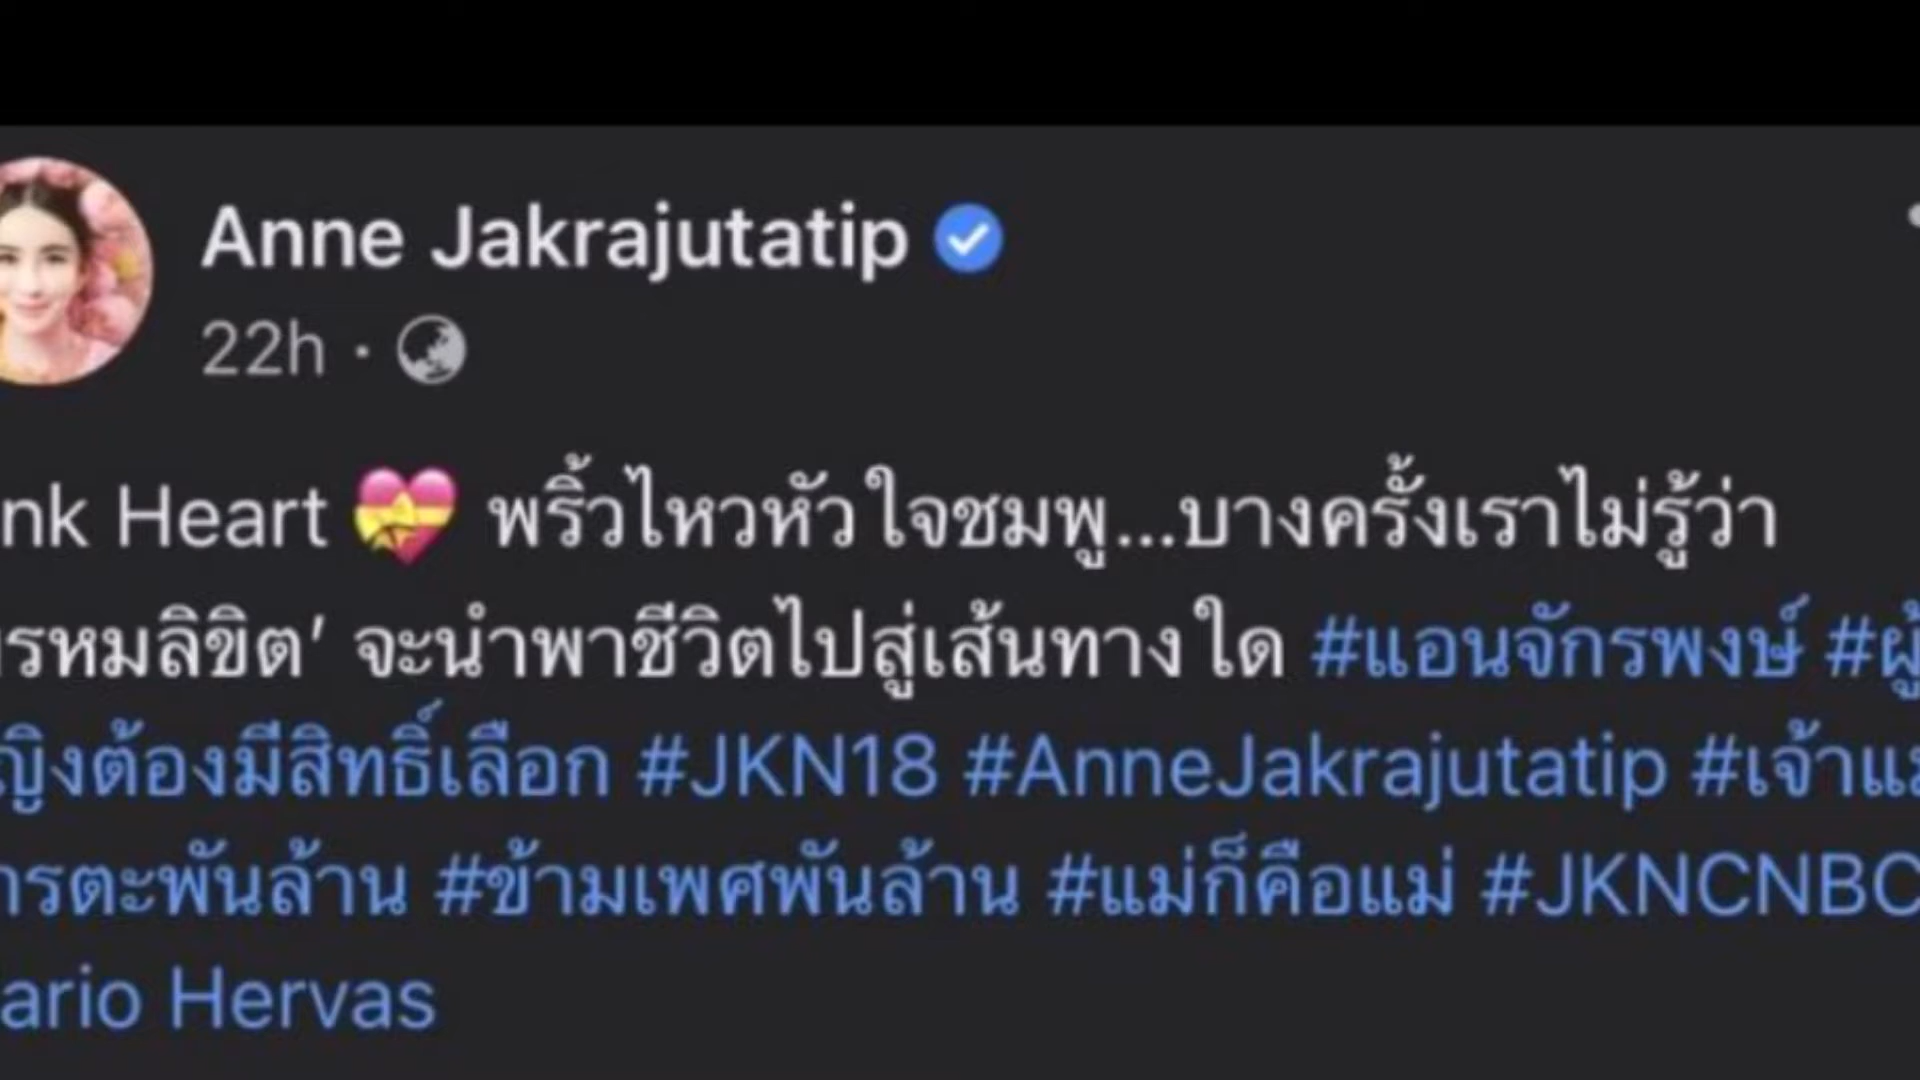 Anne Jakrajutatip
22h ·
nk Heart 💝 พริ้วไหวหัวใจชมพู...บางครั้งเราไม่รู้ว่า
รหมลิขิต’ จะนำพาชีวิตไปสู่เส้นทางใด #แอนจักรพงษ์ #ผู้
ญิงต้องมีสิทธิ์เลือก #JKN18 #AnneJakrajutatip #เจ้าแม
ารตะพันล้าน #ข้ามเพศพันล้าน #แม่ก็คือแม่ #JKNCNBC
ario Hervas